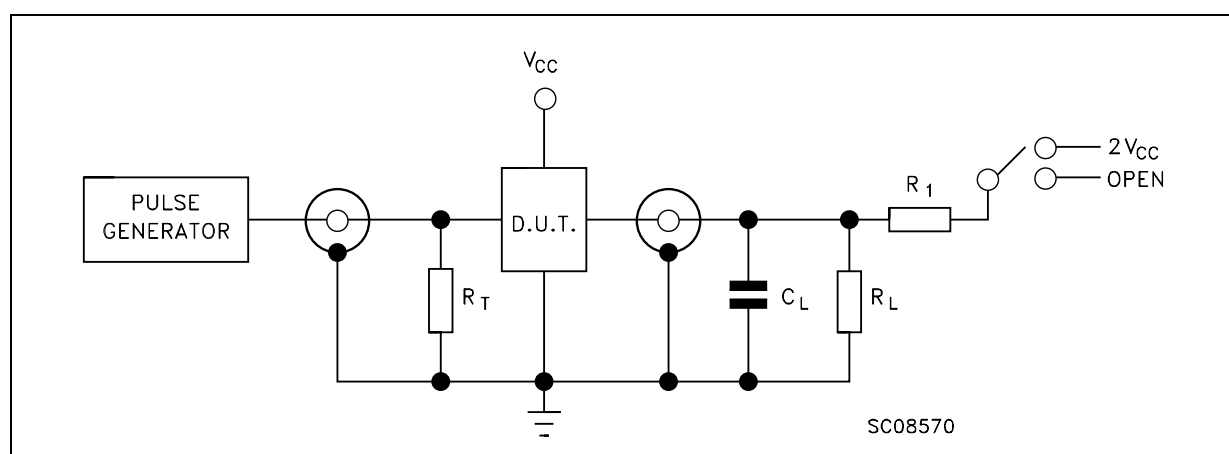 VCC
2VCC
OPEN
PULSE
GENERATOR
D.U.T.
R1
RT
CL
RL
SC08570